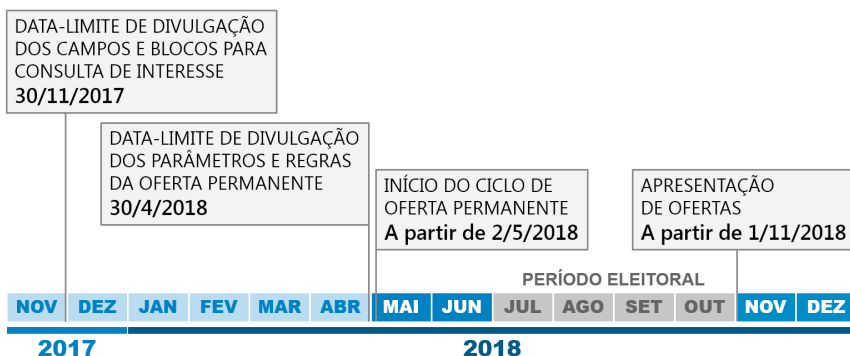 DATA-LIMITE DE DIVULGAÇÃO
DOS CAMPOS E BLOCOS PARA
CONSULTA DE INTERESSE
30/11/2017
DATA-LIMITE DE DIVULGAÇÃO
DOS PARÂMETROS E REGRAS
DA OFERTA PERMANENTE
30/4/2018
INÍCIO DO CICLO DE
OFERTA PERMANENTE
A partir de 2/5/2018
APRESENTAÇÃO
DE OFERTAS
A partir de 1/11/2018
PERÍODO ELEITORAL
NOV DEZ JAN FEV MAR ABR MAI JUN JUL AGO SET OUT NOV DEZ
2017 2018